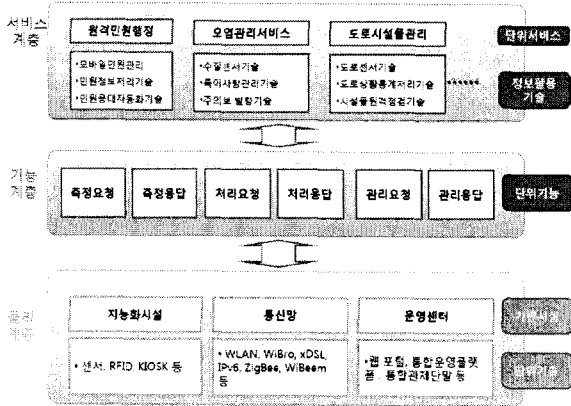 서비스
계층
원격민원행정
오염관리서비스
도로시설물관리
단위서비스
•모바일민원관리
•민원정보처리기술
•민원응대자동화기술
•수질센서기술
•특이사항관리기술
•주의보 발령기술
•도로센서기술
•도로상황통계처리기술
•시설물원격점검기술
••••••
정보활용
기술
기능
계층
측정요청
측정응답
처리요청
처리응답
관리요청
관리응답
단위기능
계층
지능화시설
통신망
운영센터
기반시설
• 센서, RFID, KIOSK 등
• WLAN, WiBro, xDSL,
IPv6, ZigBee, WiBeem
등
•웹 포털, 통합운영플랫
폼, 통합관제단말 등